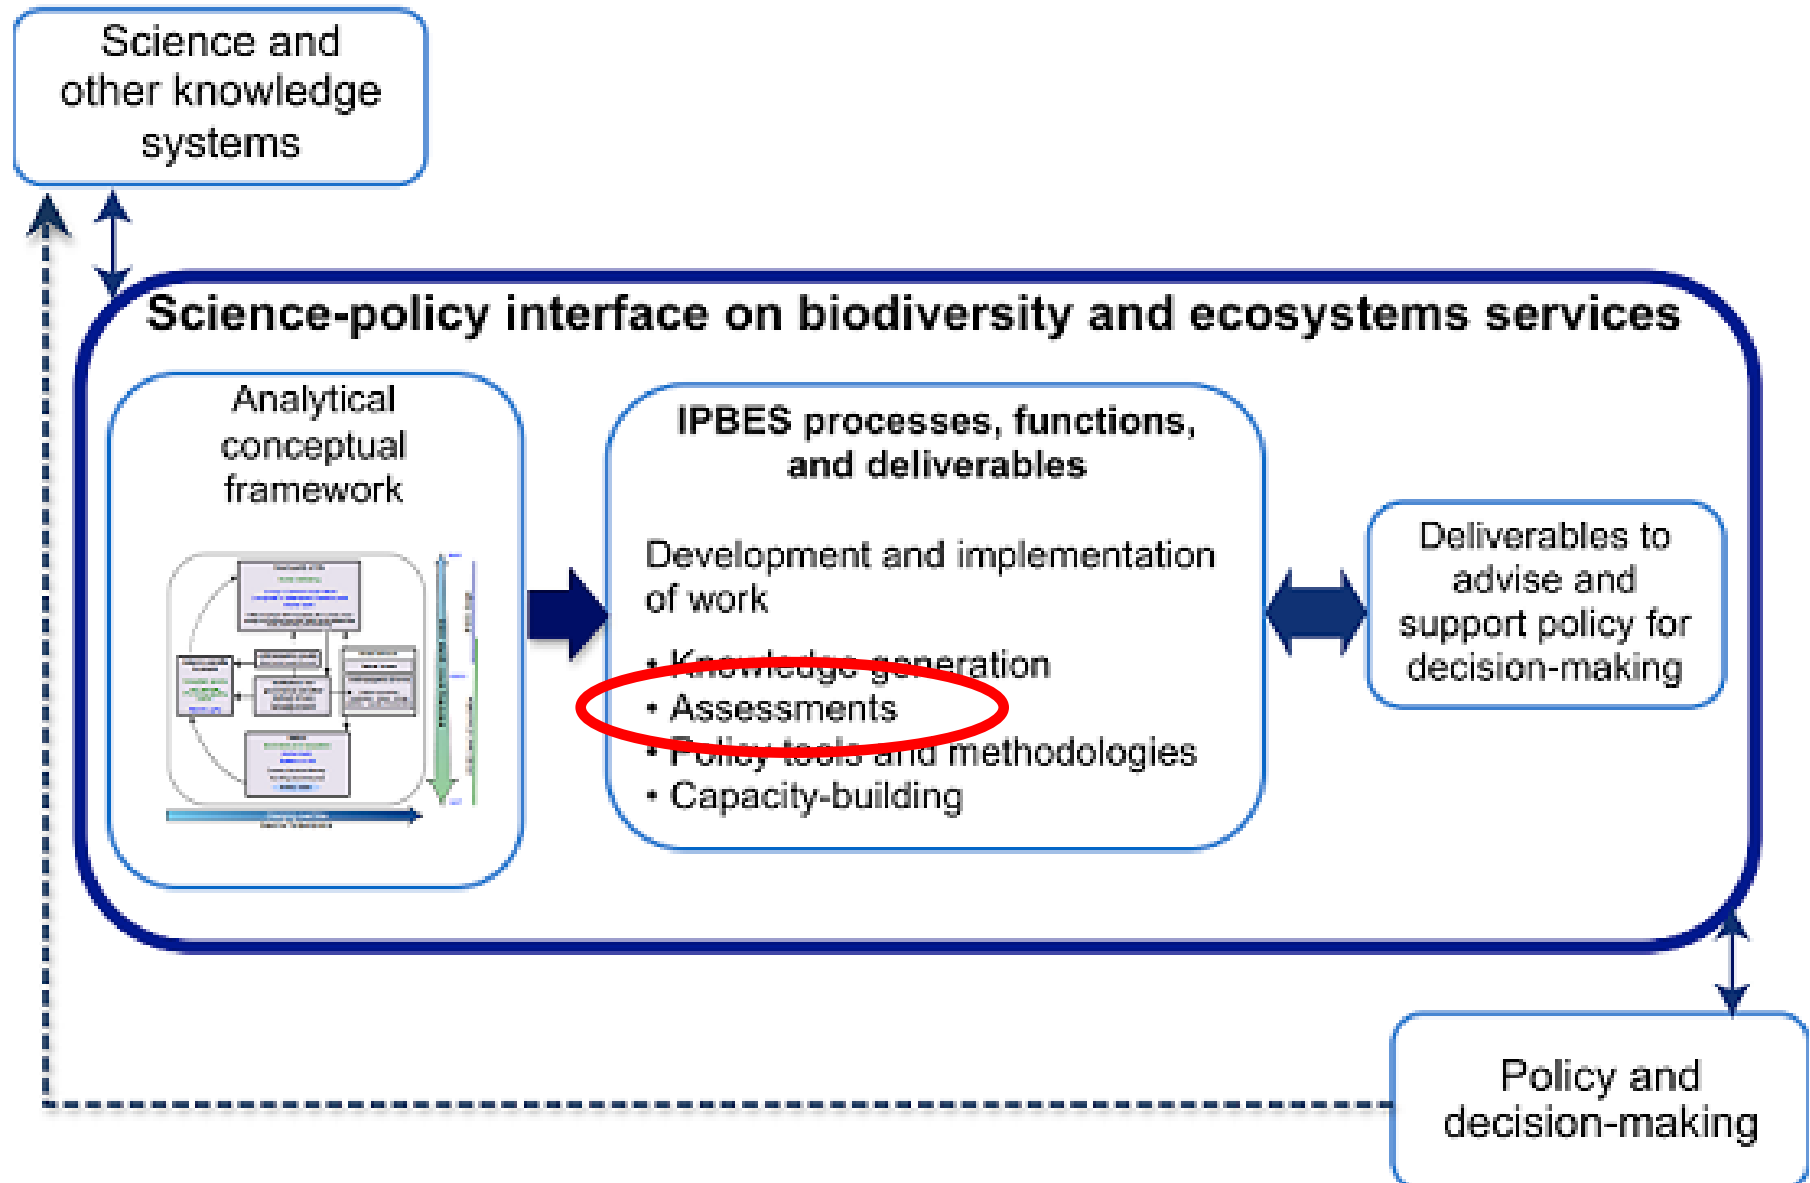 Science and
other knowledge
systems
Science-policy interface on biodiversity and ecosystems services
Analytical
conceptual
framework
IPBES processes, functions,
and deliverables
Development and implementation
of work
• Knowledge generation
• Assessments
• Policy tools and methodologies
• Capacity-building
Deliverables to
advise and
support policy for
decision-making
Policy and
decision-making